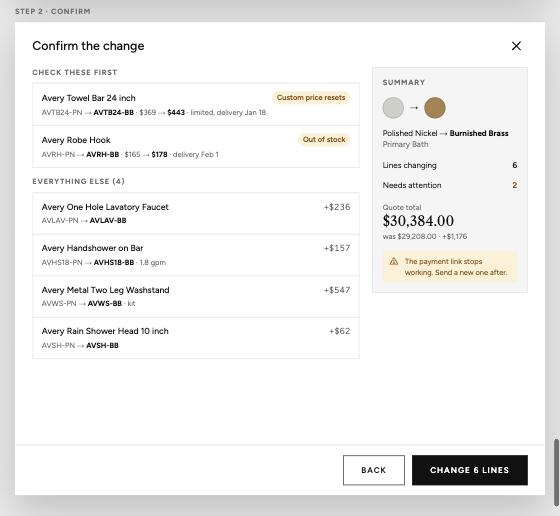 STEP 2 · CONFIRM
Confirm the change
CHECK THESE FIRST
Avery Towel Bar 24 inch
Custom price resets
AVTB24-PN → AVTB24-BB · $369 → $443 · limited, delivery Jan 18
Avery Robe Hook
Out of stock
AVRH-PN → AVRH-BB · $165 → $178 · delivery Feb 1
EVERYTHING ELSE (4)
Avery One Hole Lavatory Faucet
+$236
AVLAV-PN → AVLAV-BB
Avery Handshower on Bar
+$157
AVHS18-PN → AVHS18-BB · 1.8 gpm
Avery Metal Two Leg Washstand
+$547
AVWS-PN → AVWS-BB · kit
Avery Rain Shower Head 10 inch
+$62
AVSH-PN → AVSH-BB
SUMMARY
→
Polished Nickel → Burnished Brass
Primary Bath
Lines changing 6
Needs attention 2
Quote total
$30,384.00
was $29,208.00 · +$1,176
The payment link stops
working. Send a new one after.
BACK
CHANGE 6 LINES